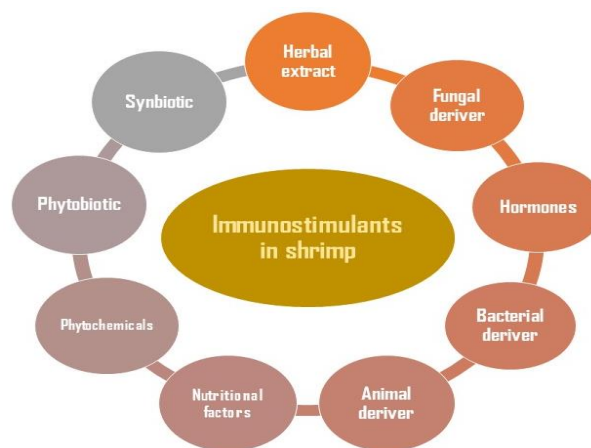 Herbal
extract
Fungal
deriver
Hormones
Bacterial
deriver
Animal
deriver
Nutritional
factors
Phytochemicals
Phytobiotic
Synbiotic
Immunostimulants
in shrimp